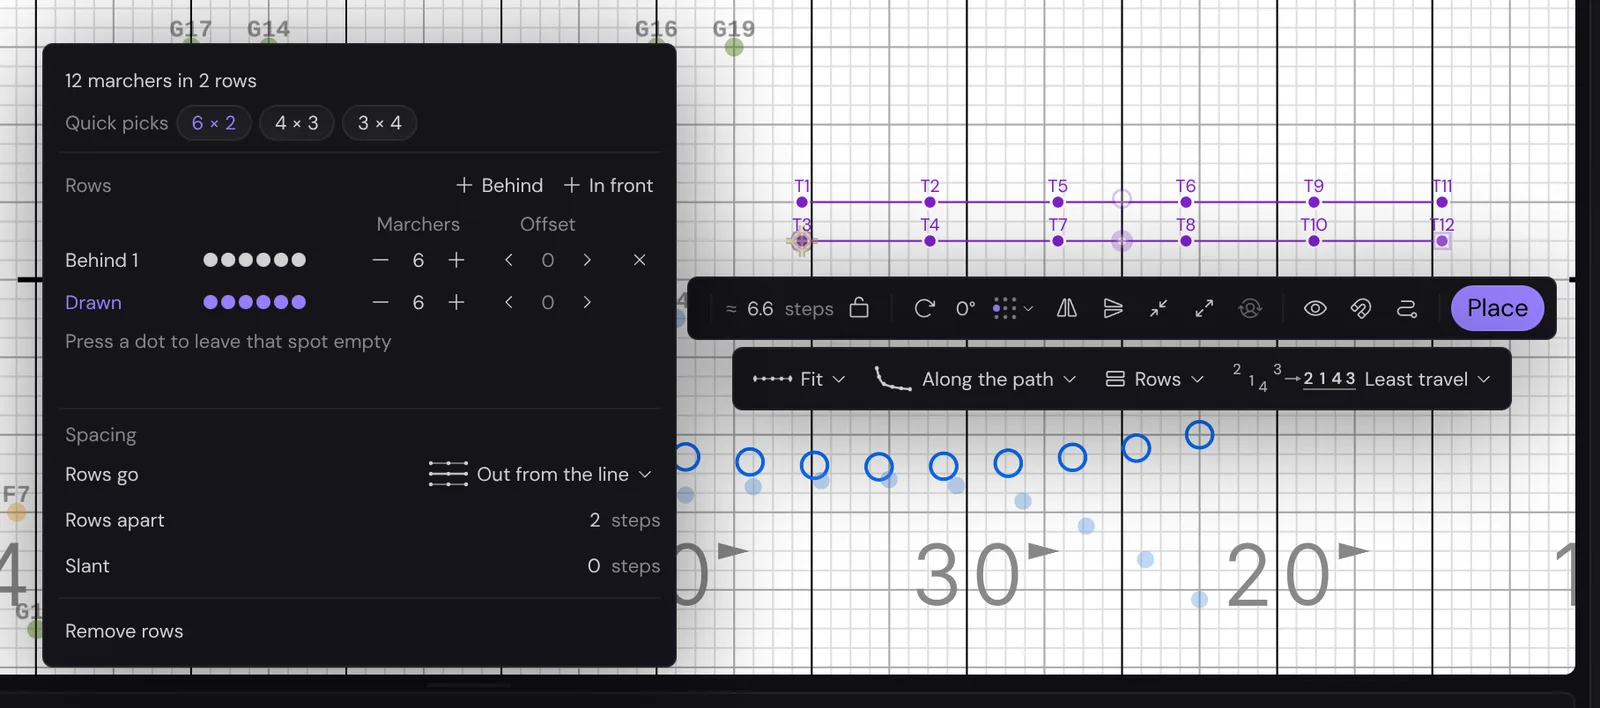 G17 G14 G16 G19
12 marchers in 2 rows
Quick picks 6 × 2 4 × 3 3 × 4
Rows + Behind + In front
Marchers Offset
Behind 1 — 6 + < 0 > ×
Drawn — 6 + < 0 >
Press a dot to leave that spot empty
Spacing
Rows go Out from the line
Rows apart 2 steps
Slant 0 steps
Remove rows
T1 T2 T5 T6 T9 T11
T3 T4 T7 T8 T10 T12
≈ 6.6 steps 0° Place
Fit Along the path Rows 2 1 4 3 → 2 1 4 3 Least travel
F7
4 0 30 20 1
G1